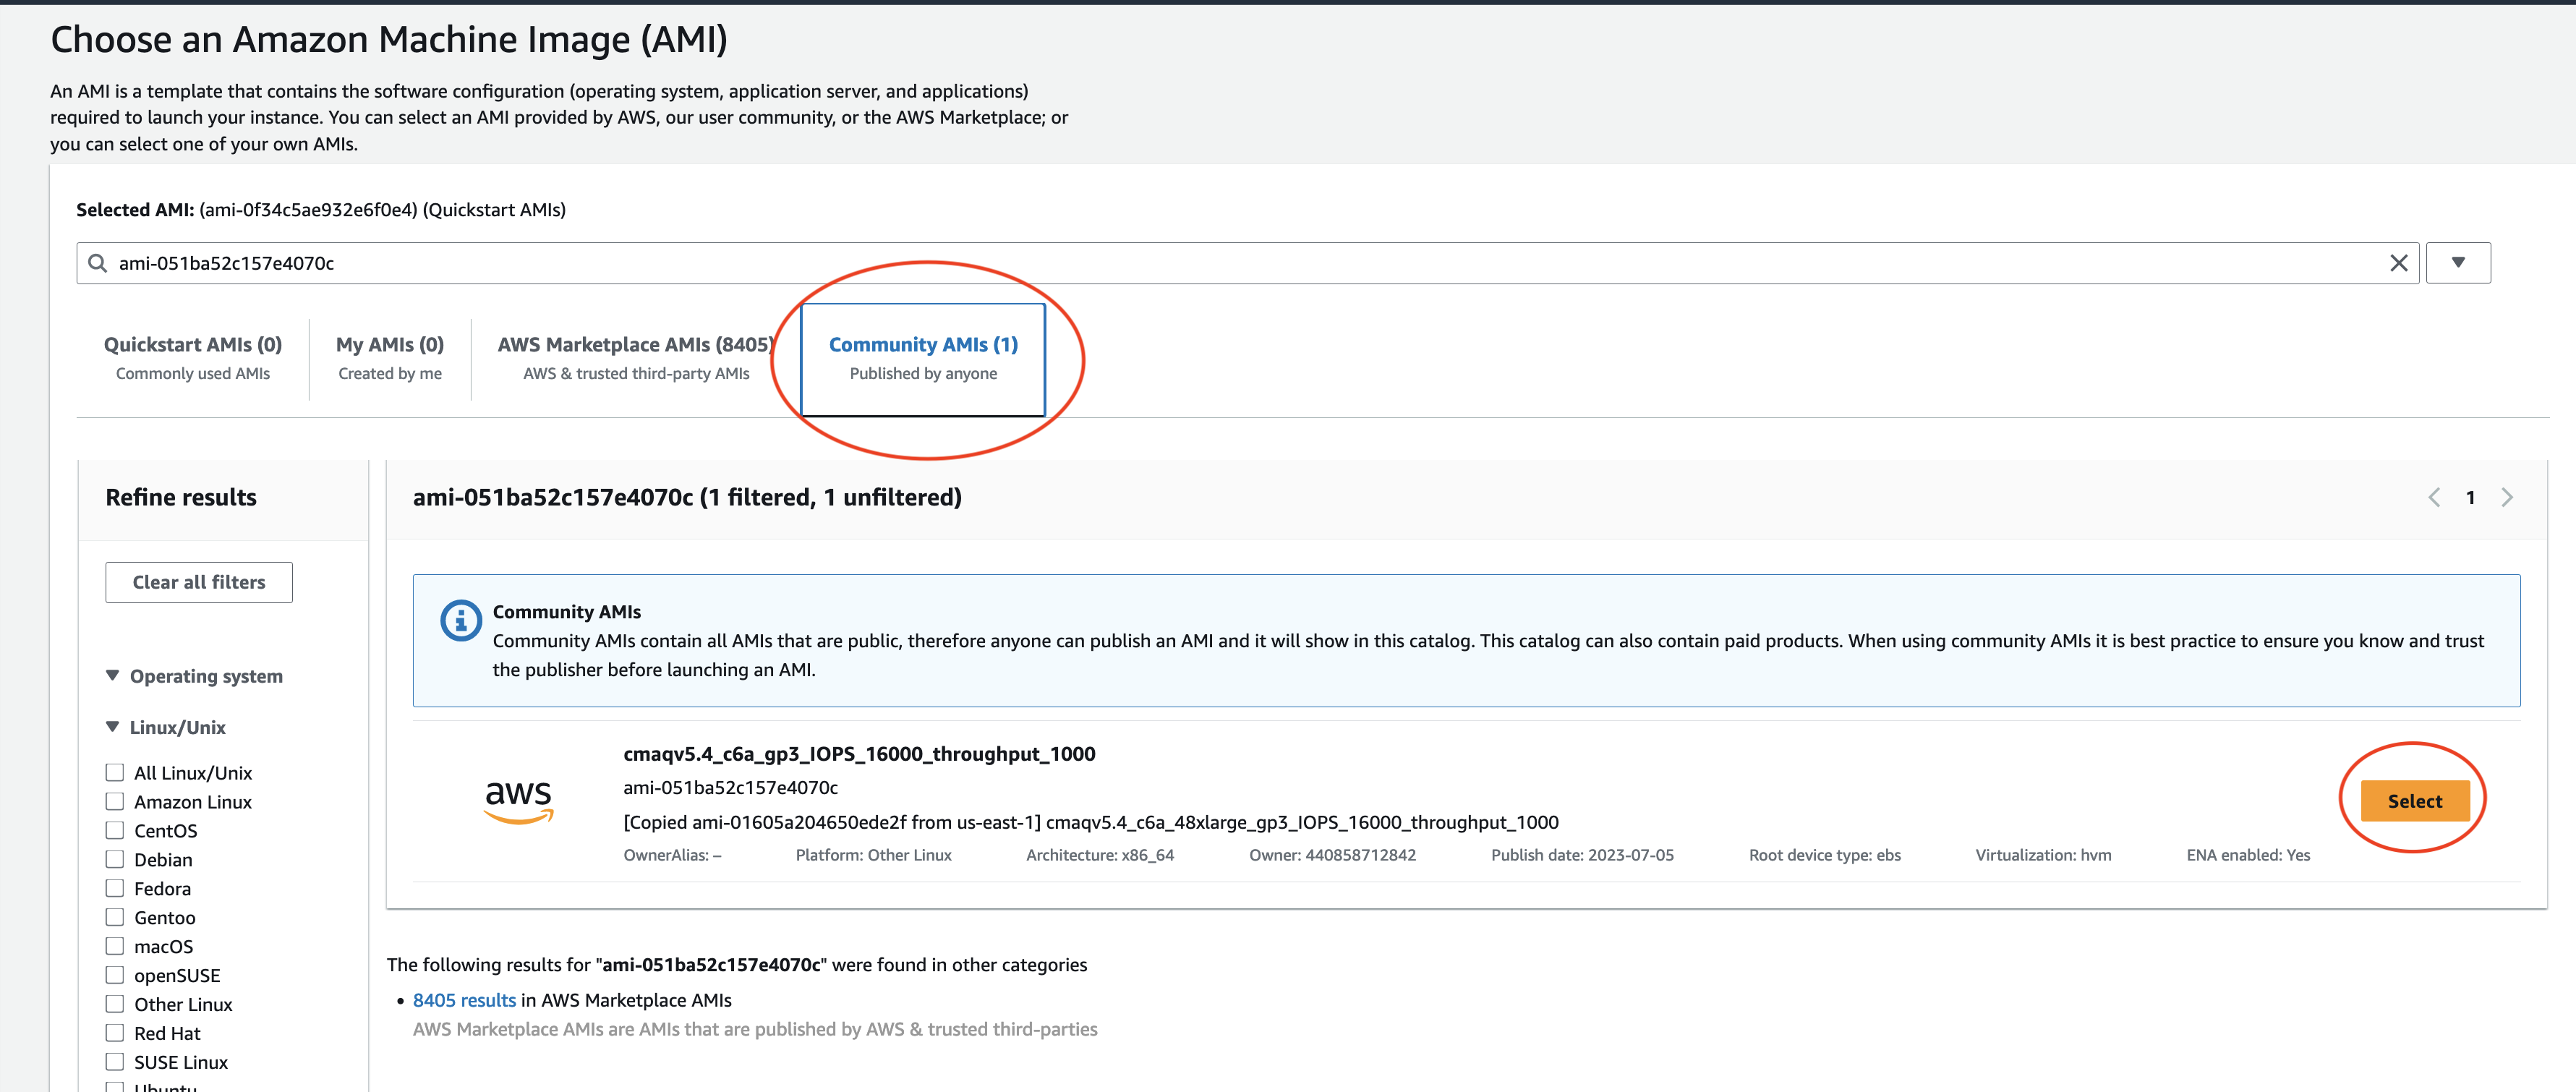 Choose an Amazon Machine Image (AMI)
An AMI is a template that contains the software configuration (operating system, application server, and applications)
required to launch your instance. You can select an AMI provided by AWS, our user community, or the AWS Marketplace; or
you can select one of your own AMIs.
Selected AMI: (ami-0f34c5ae932e6f0e4) (Quickstart AMIs)
ami-051ba52c157e4070c
Quickstart AMIs (0)
Commonly used AMIs
My AMIs (0)
Created by me
AWS Marketplace AMIs (8405)
AWS & trusted third-party AMIs
Community AMIs (1)
Published by anyone
Refine results
Clear all filters
Operating system
Linux/Unix
All Linux/Unix
Amazon Linux
CentOS
Debian
Fedora
Gentoo
macOS
openSUSE
Other Linux
Red Hat
SUSE Linux
Ubuntu
ami-051ba52c157e4070c (1 filtered, 1 unfiltered)
1
Community AMIs
Community AMIs contain all AMIs that are public, therefore anyone can publish an AMI and it will show in this catalog. This catalog can also contain paid products. When using community AMIs it is best practice to ensure you know and trust
the publisher before launching an AMI.
aws
cmaqv5.4_c6a_gp3_IOPS_16000_throughput_1000
ami-051ba52c157e4070c
[Copied ami-01605a204650ede2f from us-east-1] cmaqv5.4_c6a_48xlarge_gp3_IOPS_16000_throughput_1000
OwnerAlias: – Platform: Other Linux Architecture: x86_64 Owner: 440858712842 Publish date: 2023-07-05 Root device type: ebs Virtualization: hvm ENA enabled: Yes
Select
The following results for "ami-051ba52c157e4070c" were found in other categories
• 8405 results in AWS Marketplace AMIs
AWS Marketplace AMIs are AMIs that are published by AWS & trusted third-parties